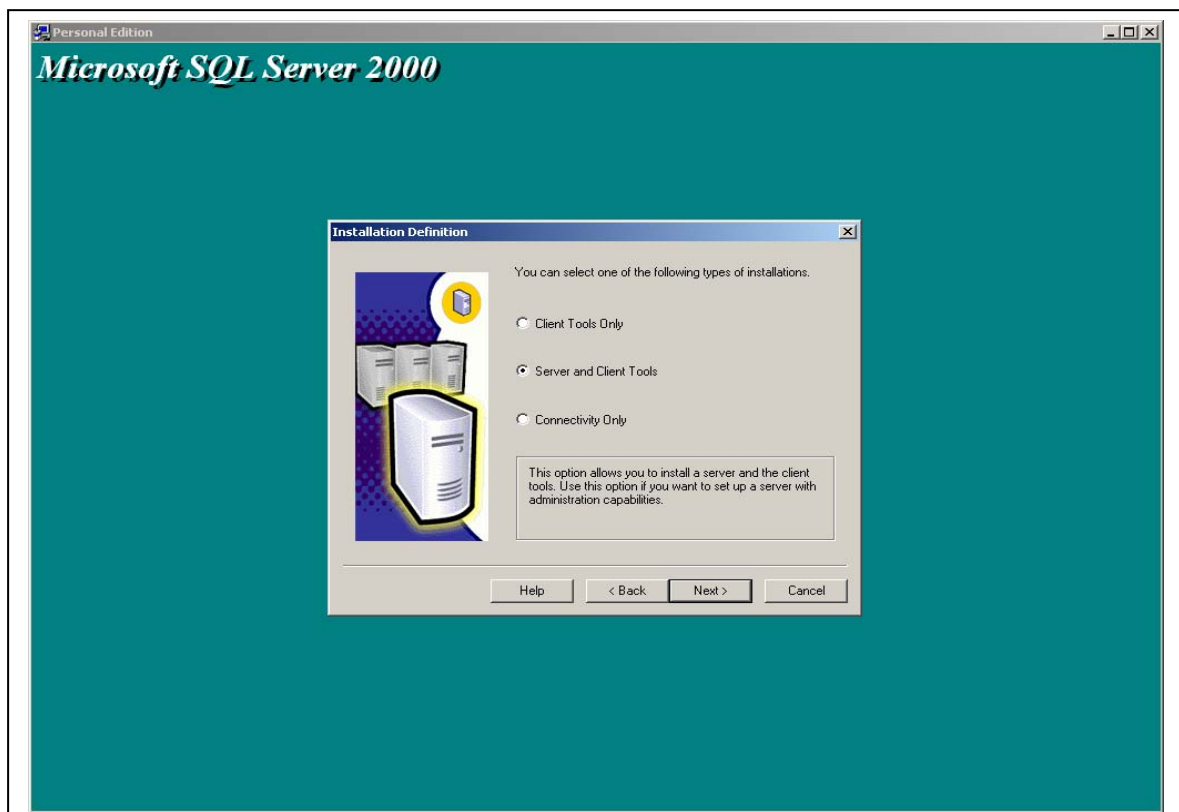 Personal Edition
Microsoft SQL Server 2000
Installation Definition
You can select one of the following types of installations.
Client Tools Only
Server and Client Tools
Connectivity Only
This option allows you to install a server and the client
tools. Use this option if you want to set up a server with
administration capabilities.
Help
< Back
Next >
Cancel